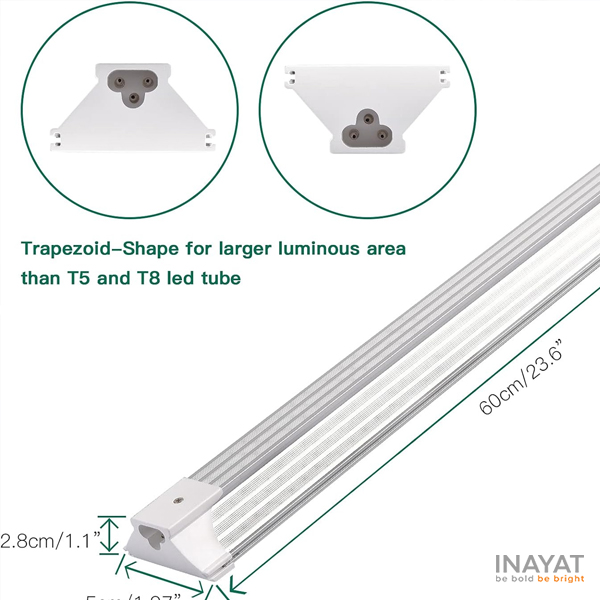 Trapezoid–Shape for larger luminous area
than T5 and T8 led tube
60cm/23.6”
2.8cm/1.1”
INAYAT
be bold be bright